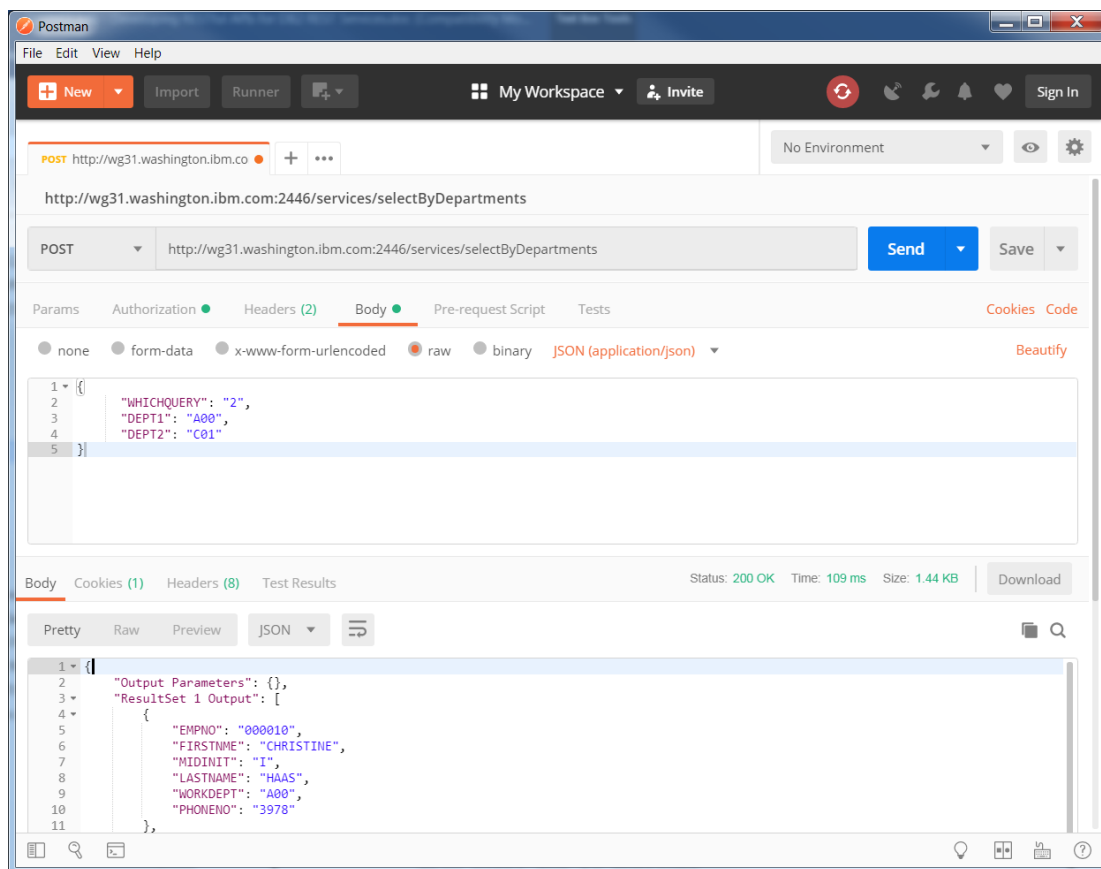 Postman
File Edit View Help
New Import Runner My Workspace Invite Sign In
POST http://wg31.washington.ibm.co No Environment
http://wg31.washington.ibm.com:2446/services/selectByDepartments
POST http://wg31.washington.ibm.com:2446/services/selectByDepartments Send Save
Params Authorization Headers (2) Body Pre-request Script Tests Cookies Code
none form-data x-www-form-urlencoded raw binary JSON (application/json) Beautify
1 {
2 "WHICHQUERY": "2",
3 "DEPT1": "A00",
4 "DEPT2": "C01"
5 }
Body Cookies (1) Headers (8) Test Results Status: 200 OK Time: 109 ms Size: 1.44 KB Download
Pretty Raw Preview JSON
1 {
2 "Output Parameters": {},
3 "ResultSet 1 Output": [
4 {
5 "EMPNO": "000010",
6 "FIRSTNME": "CHRISTINE",
7 "MIDINIT": "I",
8 "LASTNAME": "HAAS",
9 "WORKDEPT": "A00",
10 "PHONENO": "3978"
11 },